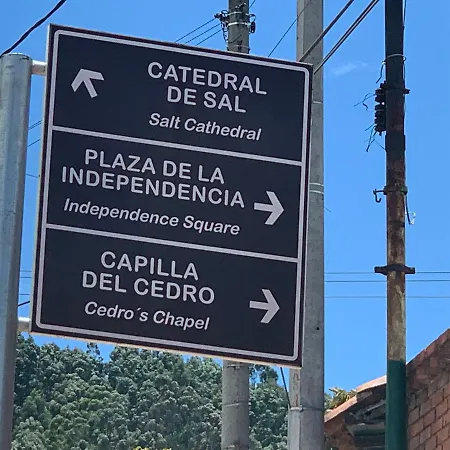 CATEDRAL
DE SAL
Salt Cathedral
PLAZA DE LA
INDEPENDENCIA
Independence Square
CAPILLA
DEL CEDRO
Cedro´s Chapel